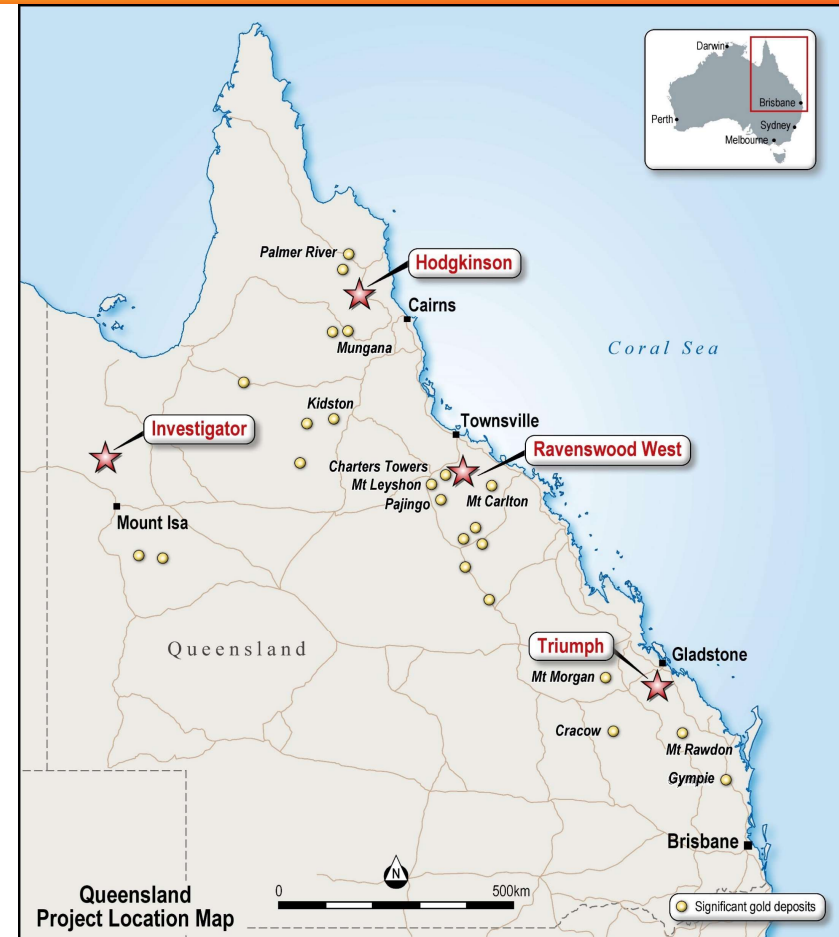 Darwin
Brisbane
Perth
Sydney
Melbourne
Palmer River
Hodgkinson
Cairns
Coral Sea
Mungana
Kidston
Investigator
Townsville
Ravenswood West
Charters Towers
Mt Leyshon
Pajingo
Mt Carlton
Mount Isa
Queensland
Triumph
Gladstone
Mt Morgan
Cracow
Mt Rawdon
Gympie
Brisbane
N
Queensland
Project Location Map
0
500km
Significant gold deposits